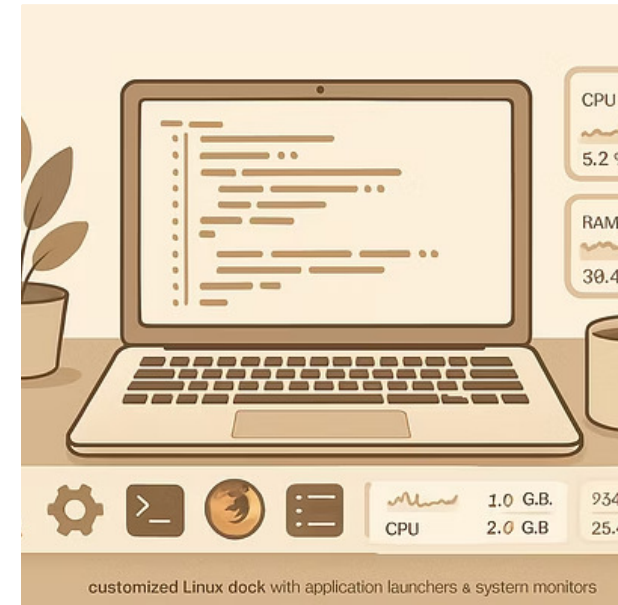 CPU
5.2 %
RAM
30.4
>_
1.0 G.B.
CPU 2.0 G.B
934
25.4
customized Linux dock with application launchers & systern monitors